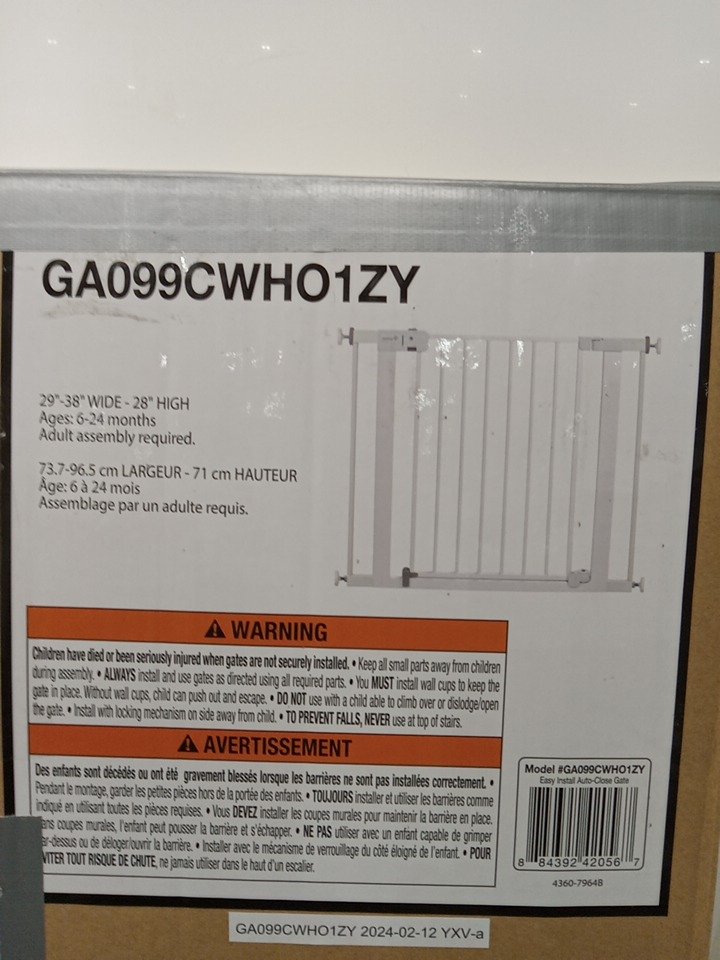 GA099CWHO1ZY
29"-38" WIDE - 28" HIGH
Ages: 6-24 months
Adult assembly required.
73.7-96.5 cm LARGEUR - 71 cm HAUTEUR
Âge: 6 à 24 mois
Assemblage par un adulte requis.
WARNING
Children have died or been seriously injured when gates are not securely installed. • Keep all small parts away from children
during assembly. • ALWAYS install and use gates as directed using all required parts. • You MUST install wall cups to keep the
gate in place. Without wall cups, child can push out and escape. • DO NOT use with a child able to climb over or dislodge/open
the gate. • Install with locking mechanism on side away from child. • TO PREVENT FALLS, NEVER use at top of stairs.
AVERTISSEMENT
Des enfants sont décédés ou ont été gravement blessés lorsque les barrières ne sont pas installées correctement. •
Pendant le montage, garder les petites pièces hors de la portée des enfants. • TOUJOURS installer et utiliser les barrières comme
indiqué en utilisant toutes les pièces requises. • Vous DEVEZ installer les coupes murales pour maintenir la barrière en place.
ans coupes murales, l'enfant peut pousser la barrière et s'échapper. • NE PAS utiliser avec un enfant capable de grimper
ar-dessus ou de déloger/ouvrir la barrière. • Installer avec le mécanisme de verrouillage du côté éloigné de l'enfant. • POUR
VITER TOUT RISQUE DE CHUTE, ne jamais utiliser dans le haut d'un escalier.
Model #GA099CWHO1ZY
Easy Install Auto-Close Gate
8 84392 42056 7
4360-7964B
GA099CWHO1ZY 2024-02-12 YXV-a